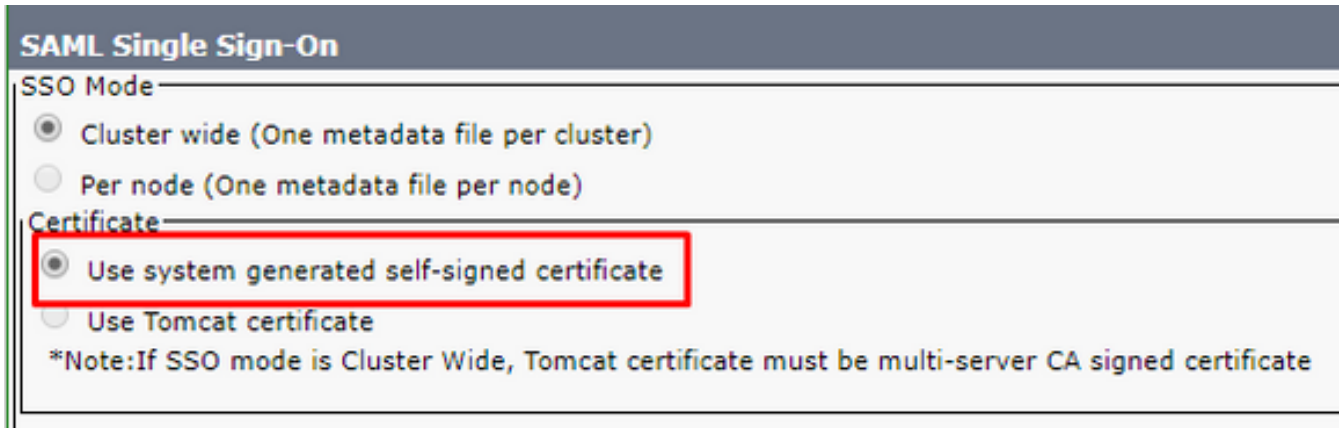 SAML Single Sign-On
SSO Mode
Cluster wide (One metadata file per cluster)
Per node (One metadata file per node)
Certificate
Use system generated self-signed certificate
Use Tomcat certificate
*Note:If SSO mode is Cluster Wide, Tomcat certificate must be multi-server CA signed certificate